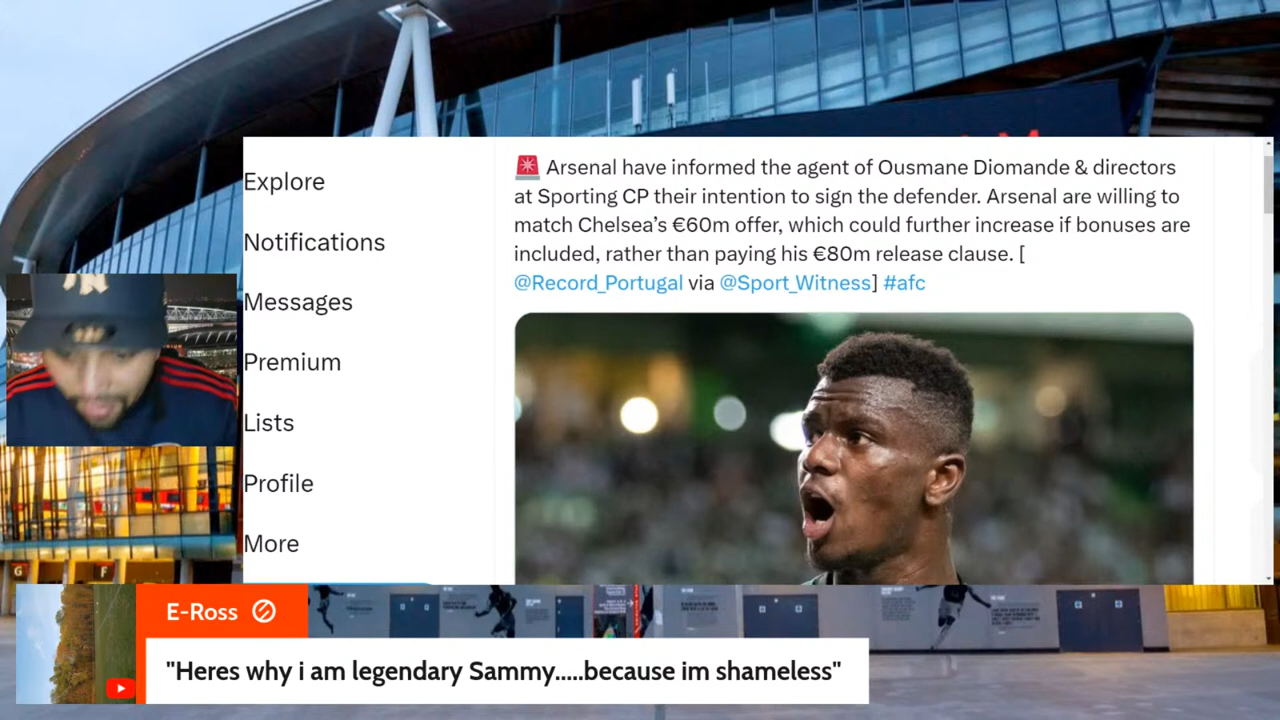 🚨 Arsenal have informed the agent of Ousmane Diomande & directors
at Sporting CP their intention to sign the defender. Arsenal are willing to
match Chelsea’s €60m offer, which could further increase if bonuses are
included, rather than paying his €80m release clause. [
@Record_Portugal via @Sport_Witness] #afc
Explore
Notifications
Messages
Premium
Lists
Profile
More
G
F
E-Ross
"Heres why i am legendary Sammy.....because im shameless"